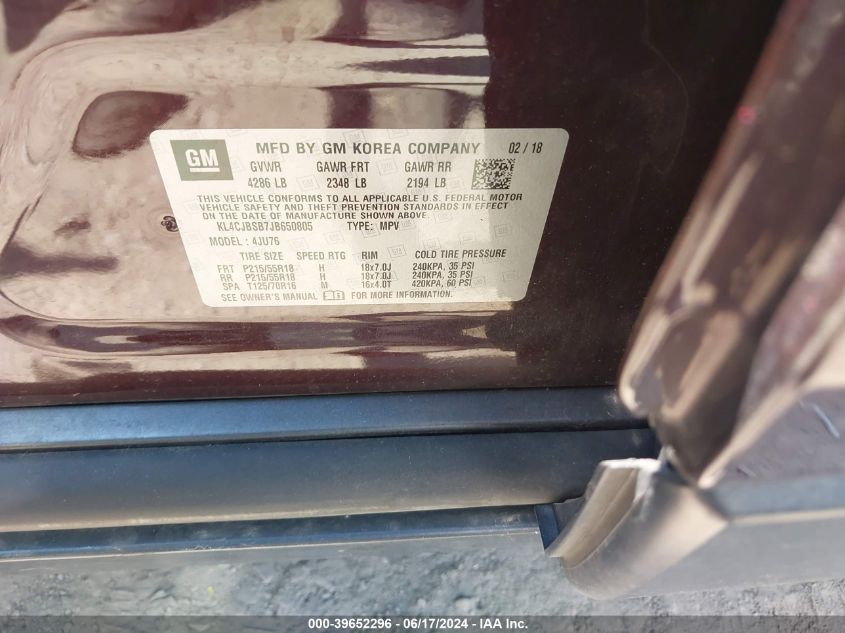 GM
MFD BY GM KOREA COMPANY 02/18
GVWR GAWR FRT GAWR RR
4286 LB 2348 LB 2194 LB
THIS VEHICLE CONFORMS TO ALL APPLICABLE U.S. FEDERAL MOTOR
VEHICLE SAFETY AND THEFT PREVENTION STANDARDS IN EFFECT
ON THE DATE OF MANUFACTURE SHOWN ABOVE.
KL4CJBSB7JB650805 TYPE: MPV
MODEL: 4JU76
TIRE SIZE SPEED RTG RIM COLD TIRE PRESSURE
FRT P215/55R18 H 18x7.0J 240KPA, 35 PSI
RR P215/55R18 H 18x7.0J 240KPA, 35 PSI
SPA T125/70R16 M 16x4.0T 420KPA, 60 PSI
SEE OWNER'S MANUAL FOR MORE INFORMATION.
000-39652296 - 06/17/2024 - IAA Inc.